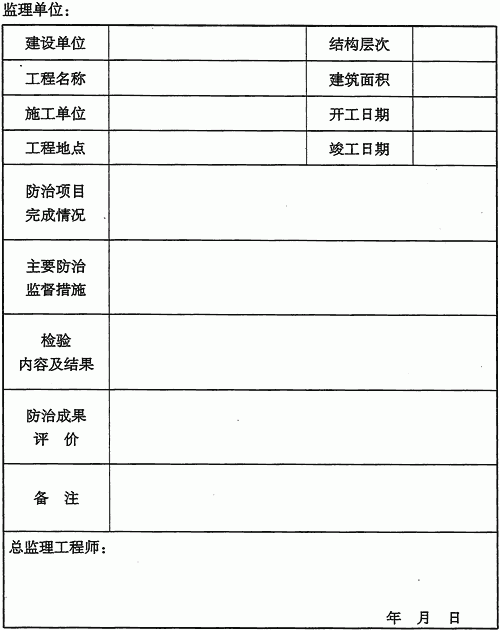 监理单位：
建设单位 结构层次
工程名称 建筑面积
施工单位 开工日期
工程地点 竣工日期
防治项目
完成情况
主要防治
监督措施
检验
内容及结果
防治成果
评 价
备 注
总监理工程师：
年 月 日